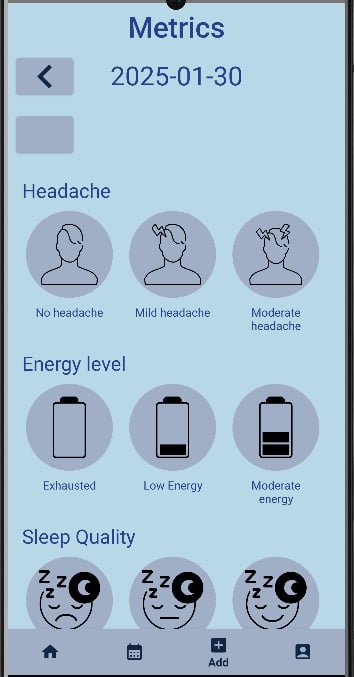 Metrics
2025-01-30
Headache
No headache
Mild headache
Moderate
headache
Energy level
Exhausted
Low Energy
Moderate
energy
Sleep Quality
Z Z Z
Z Z Z
Z Z Z
Add